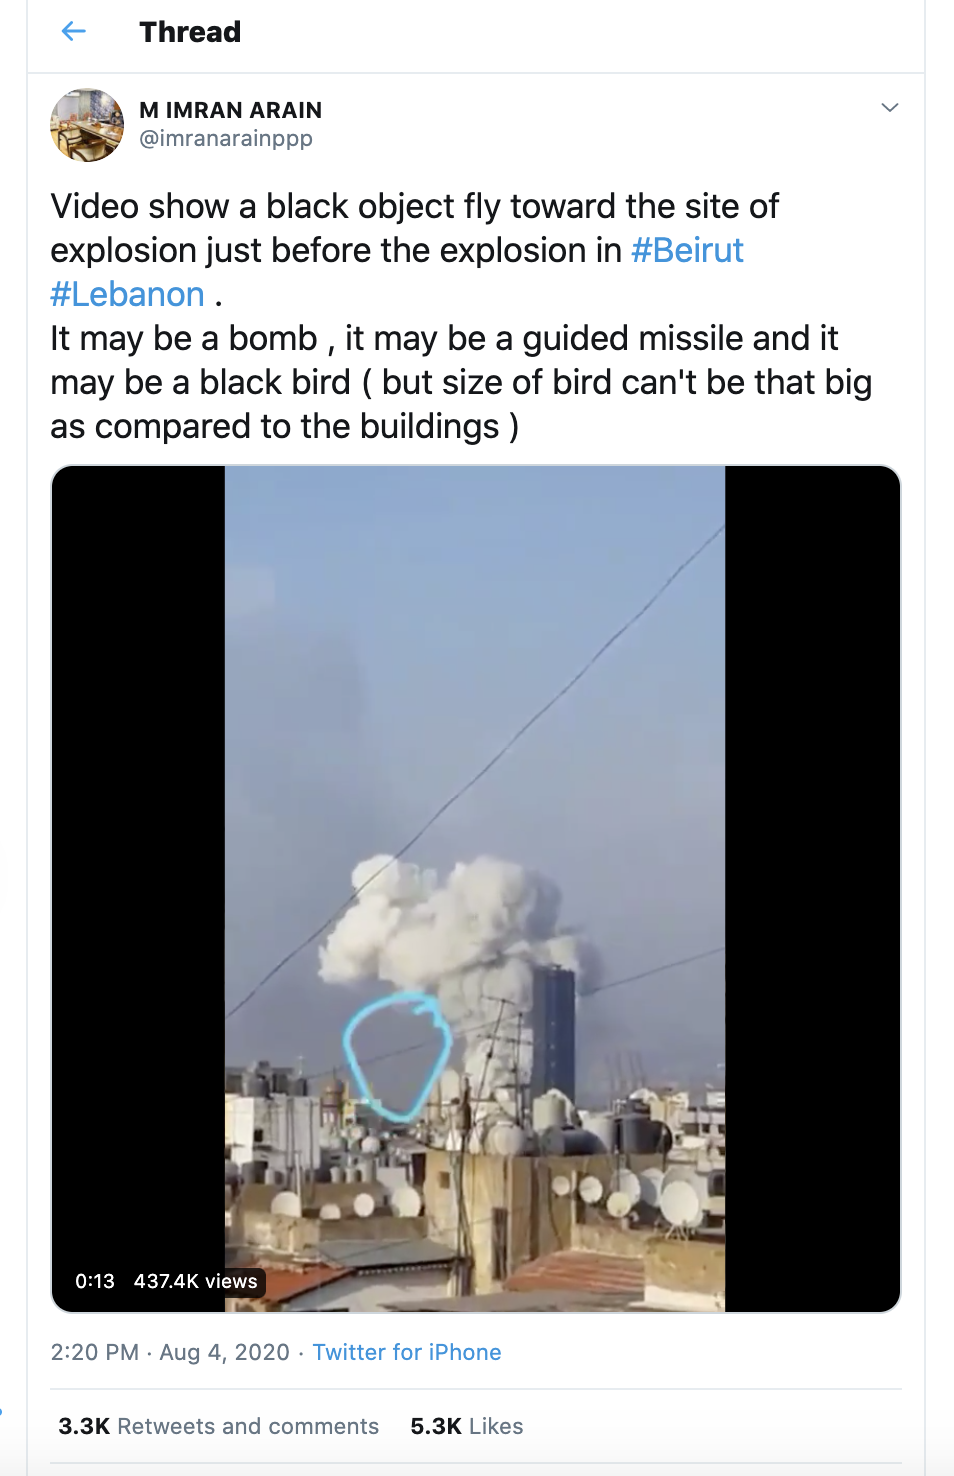 Thread
M IMRAN ARAIN
@imranarainppp
Video show a black object fly toward the site of
explosion just before the explosion in #Beirut
#Lebanon .
It may be a bomb , it may be a guided missile and it
may be a black bird ( but size of bird can't be that big
as compared to the buildings )
0:13 437.4K views
2:20 PM · Aug 4, 2020 · Twitter for iPhone
3.3K Retweets and comments 5.3K Likes